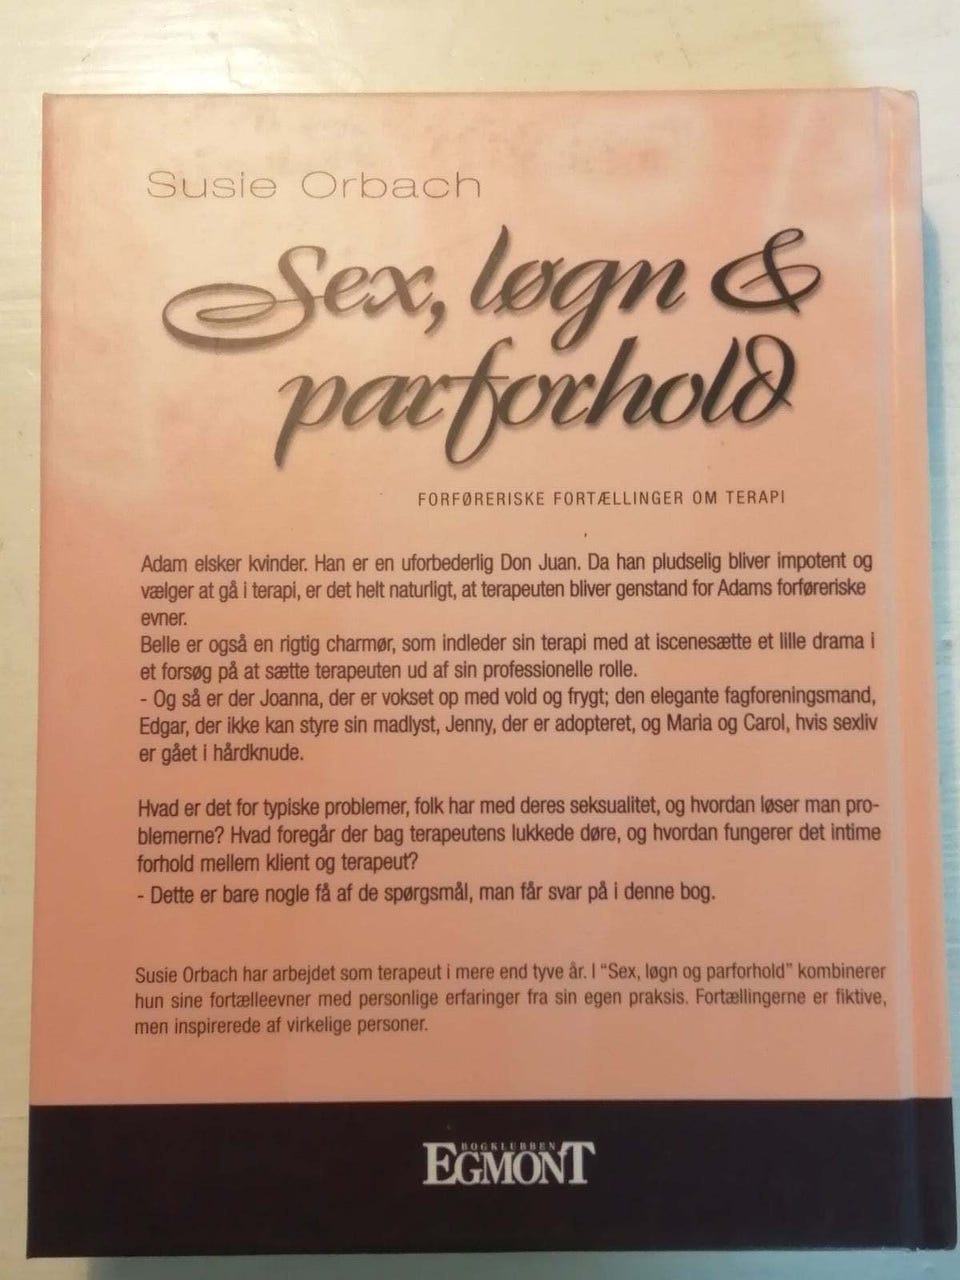 Susie Orbach
Sex, løgn &
parforhold
FORFØRERISKE FORTÆLLINGER OM TERAPI
Adam elsker kvinder. Han er en uforbederlig Don Juan. Da han pludselig bliver impotent og
vælger at gå i terapi, er det helt naturligt, at terapeuten bliver genstand for Adams forføreriske
evner.
Belle er også en rigtig charmør, som indleder sin terapi med at iscenesætte et lille drama i
et forsøg på at sætte terapeuten ud af sin professionelle rolle.
- Og så er der Joanna, der er vokset op med vold og frygt; den elegante fagforeningsmand,
Edgar, der ikke kan styre sin madlyst, Jenny, der er adopteret, og Maria og Carol, hvis sexliv
er gået i hårdknude.
Hvad er det for typiske problemer, folk har med deres seksualitet, og hvordan løser man pro-
blemerne? Hvad foregår der bag terapeutens lukkede døre, og hvordan fungerer det intime
forhold mellem klient og terapeut?
- Dette er bare nogle få af de spørgsmål, man får svar på i denne bog.
Susie Orbach har arbejdet som terapeut i mere end tyve år. I “Sex, løgn og parforhold” kombinerer
hun sine fortælleevner med personlige erfaringer fra sin egen praksis. Fortællingerne er fiktive,
men inspirerede af virkelige personer.
BOGKLUBBEN
EGMONT